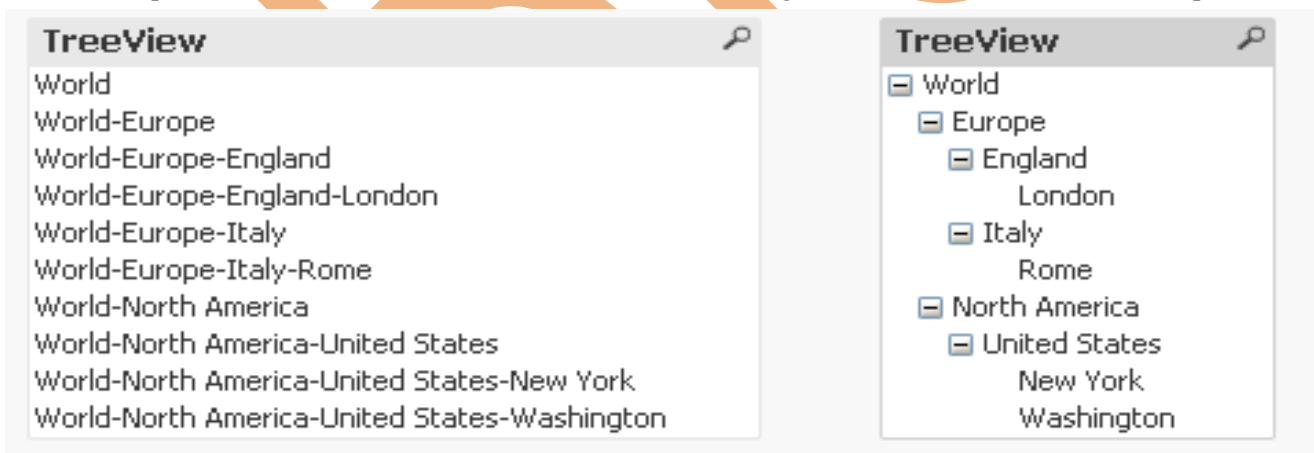 TreeView
World
World-Europe
World-Europe-England
World-Europe-England-London
World-Europe-Italy
World-Europe-Italy-Rome
World-North America
World-North America-United States
World-North America-United States-New York
World-North America-United States-Washington
TreeView
World
Europe
England
London
Italy
Rome
North America
United States
New York
Washington